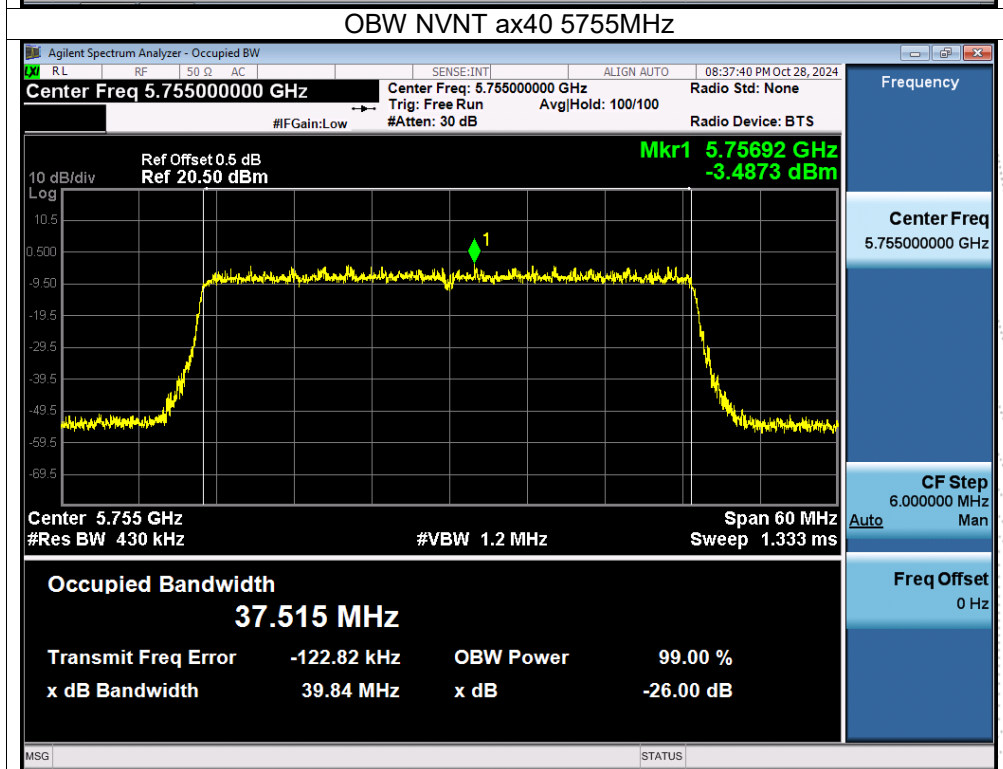 OBW NVNT ax40 5755MHz
Agilent Spectrum Analyzer - Occupied BW
LXI RL RF 50 Ω AC SENSE:INT ALIGN AUTO 08:37:40 PM Oct 28, 2024
Center Freq 5.755000000 GHz
Center Freq: 5.755000000 GHz
Radio Std: None
Trig: Free Run Avg|Hold: 100/100
#IFGain:Low #Atten: 30 dB Radio Device: BTS
Frequency
Mkr1 5.75692 GHz
-3.4873 dBm
Ref Offset 0.5 dB
10 dB/div Ref 20.50 dBm
Log
10.5
0.500
-9.50
-19.5
-29.5
-39.5
-49.5
-59.5
-69.5
1
Center 5.755 GHz Span 60 MHz
#Res BW 430 kHz #VBW 1.2 MHz Sweep 1.333 ms
Center Freq
5.755000000 GHz
CF Step
6.000000 MHz
Auto Man
Freq Offset
0 Hz
Occupied Bandwidth
37.515 MHz
Transmit Freq Error -122.82 kHz OBW Power 99.00 %
x dB Bandwidth 39.84 MHz x dB -26.00 dB
MSG STATUS